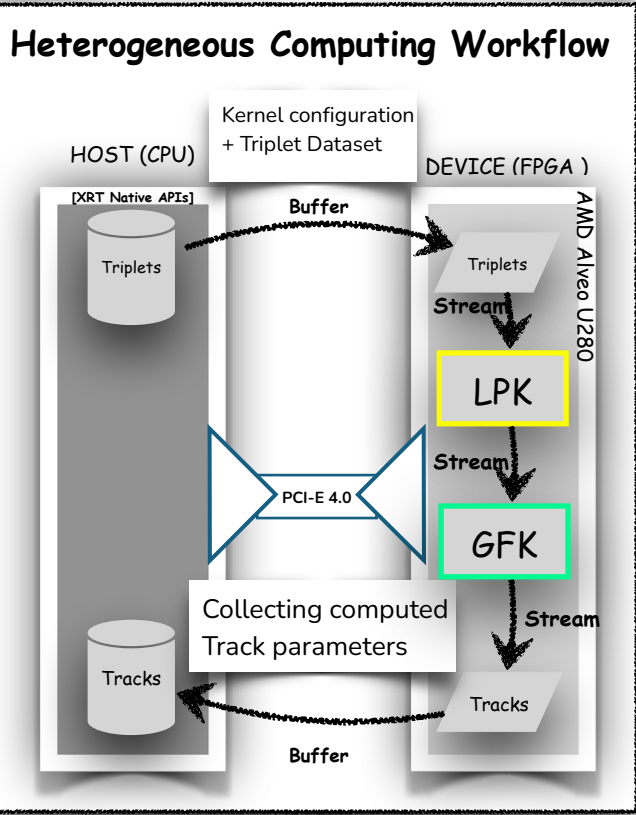 Heterogeneous Computing Workflow
Kernel configuration
+ Triplet Dataset
HOST (CPU)
DEVICE (FPGA )
[XRT Native APIs]
Buffer
AMD Alveo U280
Triplets
Triplets
Stream
LPK
Stream
PCI-E 4.0
GFK
Collecting computed
Track parameters
Stream
Tracks
Tracks
Buffer